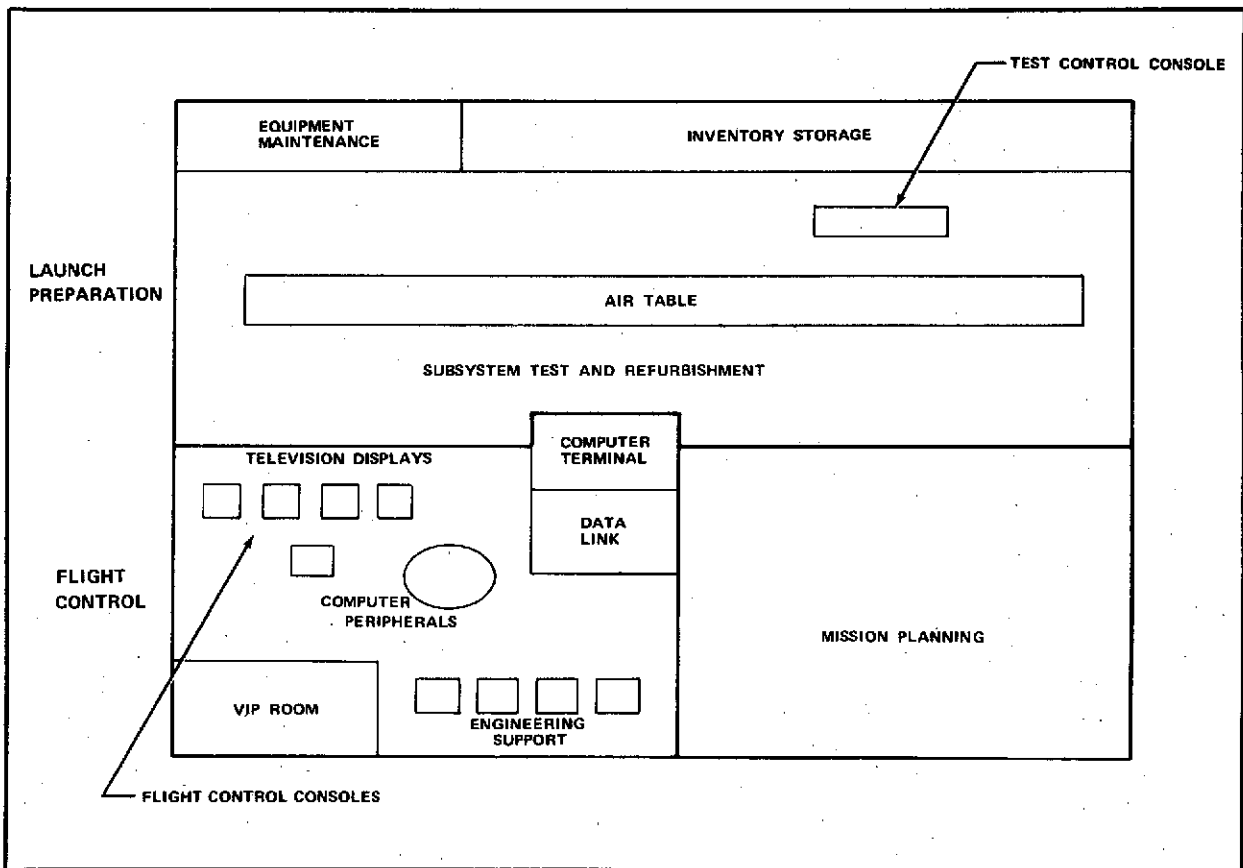 TEST CONTROL CONSOLE
EQUIPMENT
MAINTENANCE
INVENTORY STORAGE
LAUNCH
PREPARATION
AIR TABLE
SUBSYSTEM TEST AND REFURBISHMENT
COMPUTER
TERMINAL
TELEVISION DISPLAYS
DATA
LINK
FLIGHT
CONTROL
COMPUTER
PERIPHERALS
MISSION PLANNING
VIP ROOM
ENGINEERING
SUPPORT
FLIGHT CONTROL CONSOLES